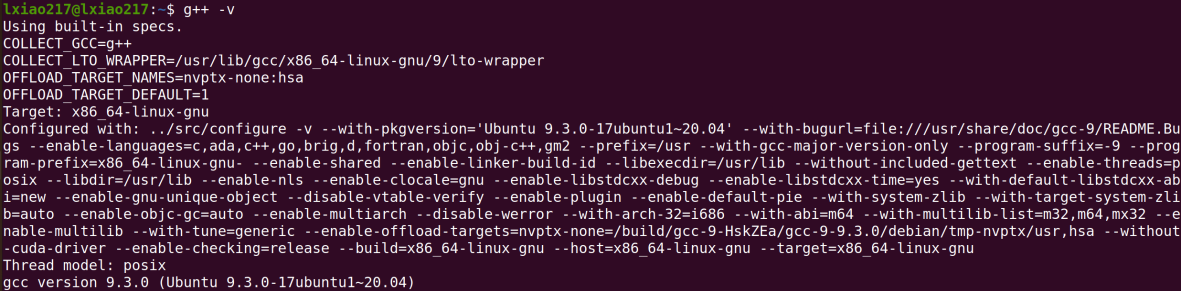 lxiao217@lxiao217:~$ g++ -v
Using built-in specs.
COLLECT_GCC=g++
COLLECT_LTO_WRAPPER=/usr/lib/gcc/x86_64-linux-gnu/9/lto-wrapper
OFFLOAD_TARGET_NAMES=nvptx-none:hsa
OFFLOAD_TARGET_DEFAULT=1
Target: x86_64-linux-gnu
Configured with: ../src/configure -v --with-pkgversion='Ubuntu 9.3.0-17ubuntu1~20.04' --with-bugurl=file:///usr/share/doc/gcc-9/README.Bu
gs --enable-languages=c,ada,c++,go,brig,d,fortran,objc,obj-c++,gm2 --prefix=/usr --with-gcc-major-version-only --program-suffix=-9 --prog
ram-prefix=x86_64-linux-gnu- --enable-shared --enable-linker-build-id --libexecdir=/usr/lib --without-included-gettext --enable-threads=p
osix --libdir=/usr/lib --enable-nls --enable-clocale=gnu --enable-libstdcxx-debug --enable-libstdcxx-time=yes --with-default-libstdcxx-ab
i=new --enable-gnu-unique-object --disable-vtable-verify --enable-plugin --enable-default-pie --with-system-zlib --with-target-system-zli
b=auto --enable-objc-gc=auto --enable-multiarch --disable-werror --with-arch-32=i686 --with-abi=m64 --with-multilib-list=m32,m64,mx32 --e
nable-multilib --with-tune=generic --enable-offload-targets=nvptx-none=/build/gcc-9-HskZEa/gcc-9-9.3.0/debian/tmp-nvptx/usr,hsa --without
-cuda-driver --enable-checking=release --build=x86_64-linux-gnu --host=x86_64-linux-gnu --target=x86_64-linux-gnu
Thread model: posix
gcc version 9.3.0 (Ubuntu 9.3.0-17ubuntu1~20.04)